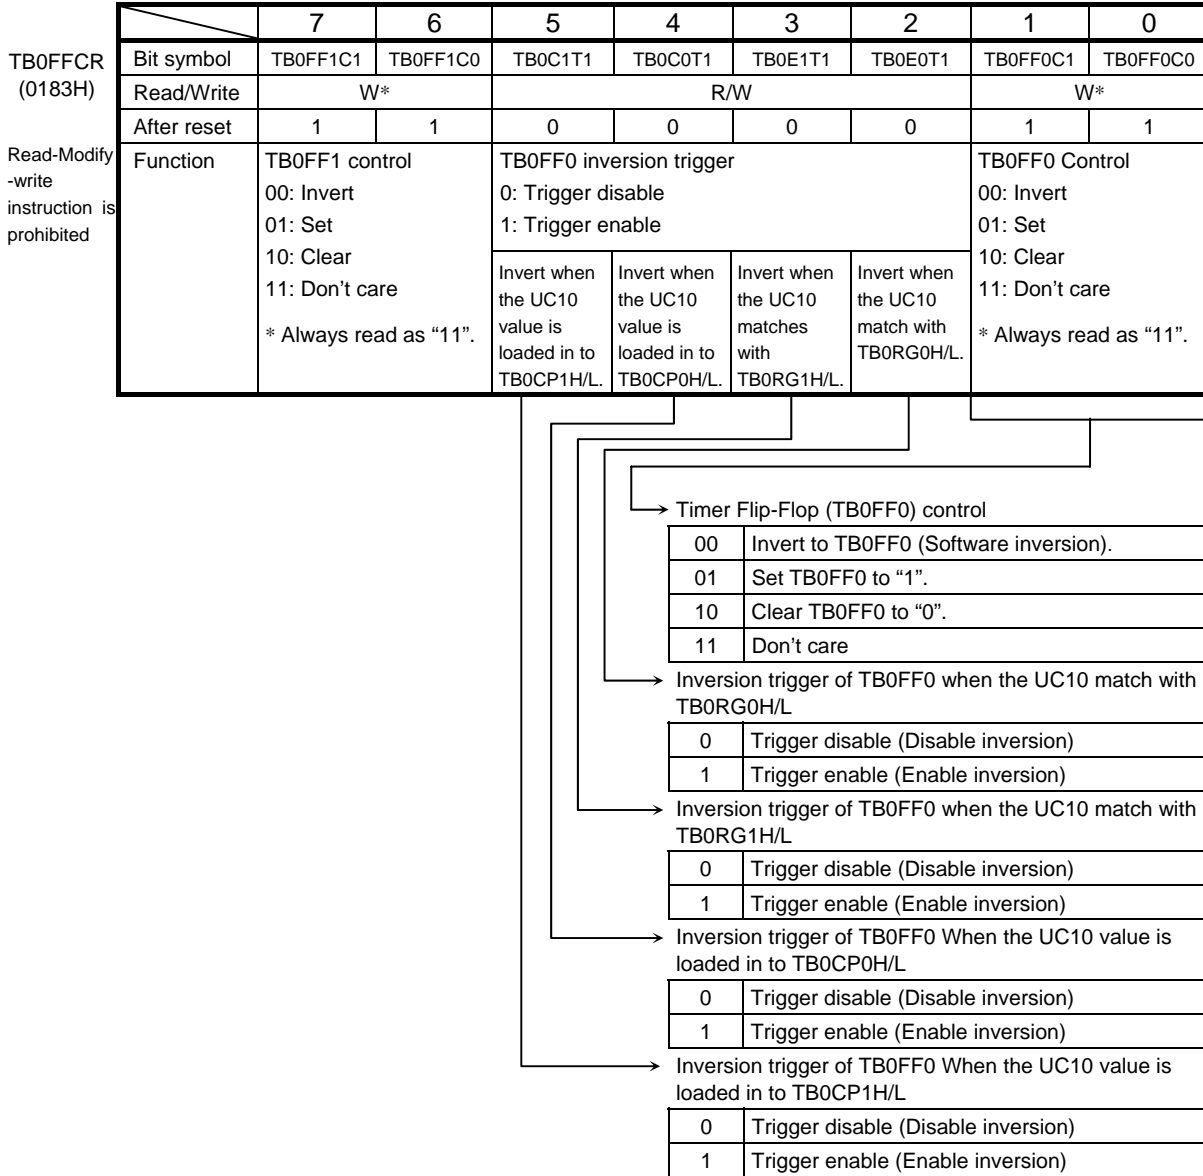 7 6 5 4 3 2 1 0
TB0FFCR
(0183H)
Bit symbol TB0FF1C1 TB0FF1C0 TB0C1T1 TB0C0T1 TB0E1T1 TB0E0T1 TB0FF0C1 TB0FF0C0
Read/Write W* R/W W*
After reset 1 1 0 0 0 0 1 1
Read-Modify
-write
instruction is
prohibited
Function
TB0FF1 control
00: Invert
01: Set
10: Clear
11: Don't care
* Always read as “11”.
TB0FF0 inversion trigger
0: Trigger disable
1: Trigger enable
Invert when
the UC10
value is
loaded in to
TB0CP1H/L.
Invert when
the UC10
value is
loaded in to
TB0CP0H/L.
Invert when
the UC10
matches
with
TB0RG1H/L.
Invert when
the UC10
match with
TB0RG0H/L.
TB0FF0 Control
00: Invert
01: Set
10: Clear
11: Don't care
* Always read as “11”.
Timer Flip-Flop (TB0FF0) control
00 Invert to TB0FF0 (Software inversion).
01 Set TB0FF0 to “1”.
10 Clear TB0FF0 to “0”.
11 Don't care
Inversion trigger of TB0FF0 when the UC10 match with
TB0RG0H/L
0 Trigger disable (Disable inversion)
1 Trigger enable (Enable inversion)
Inversion trigger of TB0FF0 when the UC10 match with
TB0RG1H/L
0 Trigger disable (Disable inversion)
1 Trigger enable (Enable inversion)
Inversion trigger of TB0FF0 When the UC10 value is
loaded in to TB0CP0H/L
0 Trigger disable (Disable inversion)
1 Trigger enable (Enable inversion)
Inversion trigger of TB0FF0 When the UC10 value is
loaded in to TB0CP1H/L
0 Trigger disable (Disable inversion)
1 Trigger enable (Enable inversion)